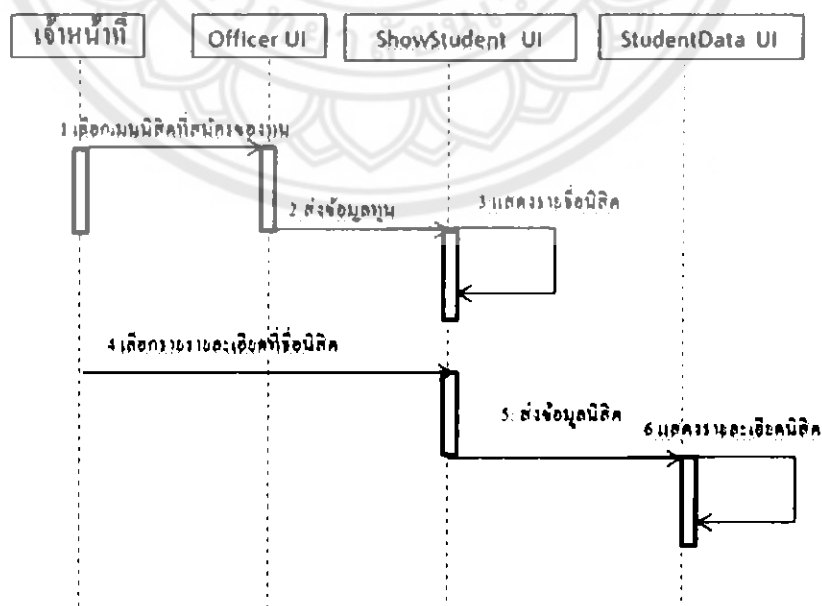 เจ้าหน้าที่
Officer UI
ShowStudent UI
StudentData UI
1 เลือกเมนูนิสิตที่สมัครของทุน
2 ส่งข้อมูลทุน
3 แสดงรายชื่อนิสิต
4 เลือกรายรายละเอียดที่ชื่อนิสิต
5: ส่งข้อมูลนิสิต
6 แสดงรายละเอียดนิสิต